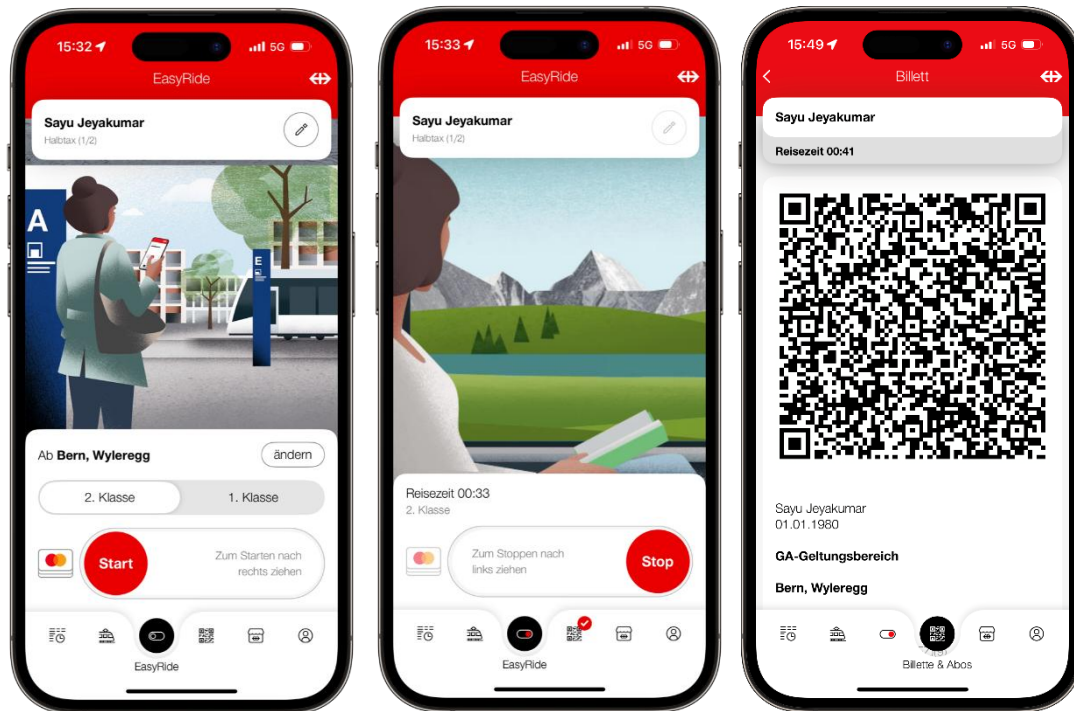 15:32
5G
EasyRide
Sayu Jeyakumar
Halbtax (1/2)
A
E
Ab Bern, Wyleregg
ändern
2. Klasse
1. Klasse
Start
Zum Starten nach
rechts ziehen
EasyRide
15:33
5G
EasyRide
Sayu Jeyakumar
Halbtax (1/2)
Reisezeit 00:33
2. Klasse
Zum Stoppen nach
links ziehen
Stop
EasyRide
15:49
5G
Billett
Sayu Jeyakumar
Reisezeit 00:41
Sayu Jeyakumar
01.01.1980
GA-Geltungsbereich
Bern, Wyleregg
Billette & Abos